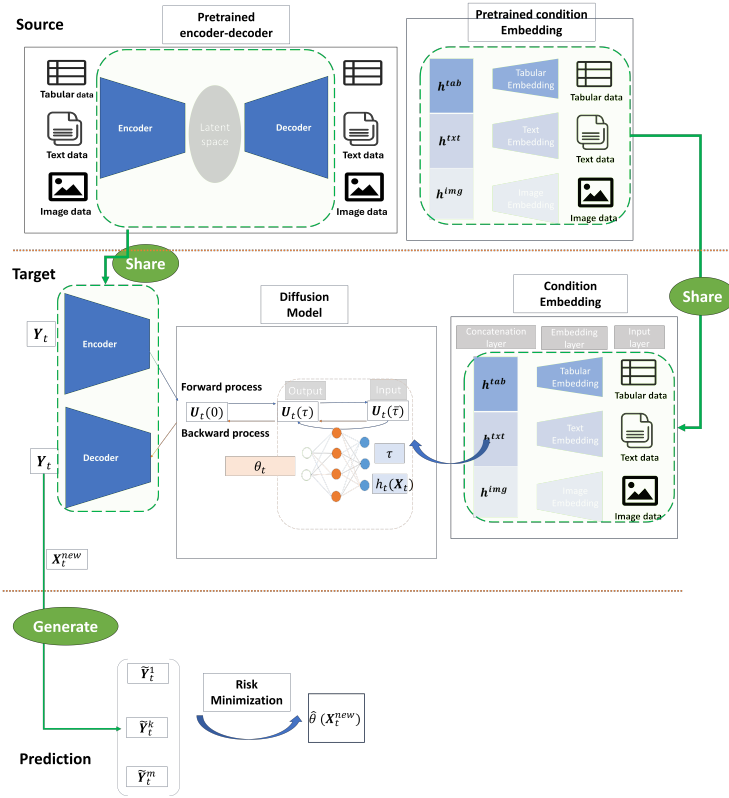 Source
Pretrained
encoder-decoder
Pretrained condition
Embedding
Tabular data
Text data
Image data
Encoder
Latent
space
Decoder
Text data
Image data
h^tab
h^txt
h^img
Tabular
Embedding
Text
Embedding
Image
Embedding
Tabular data
Text data
Image data
Share
Share
Target
Y_t
Encoder
Y_t
Decoder
Diffusion
Model
Forward process
Backward process
U_t(0)
Output
U_t(τ)
Input
U_t(τ̄)
θ_t
τ
h_t(X_t)
Condition
Embedding
Concatenation
layer
Embedding
layer
Input
layer
h^tab
h^txt
h^img
Tabular
Embedding
Text
Embedding
Image
Embedding
Tabular data
Text data
Image data
X_t^new
Generate
Ỹ_t^1
Ỹ_t^k
Ỹ_t^m
Risk
Minimization
θ̂ (X_t^new)
Prediction